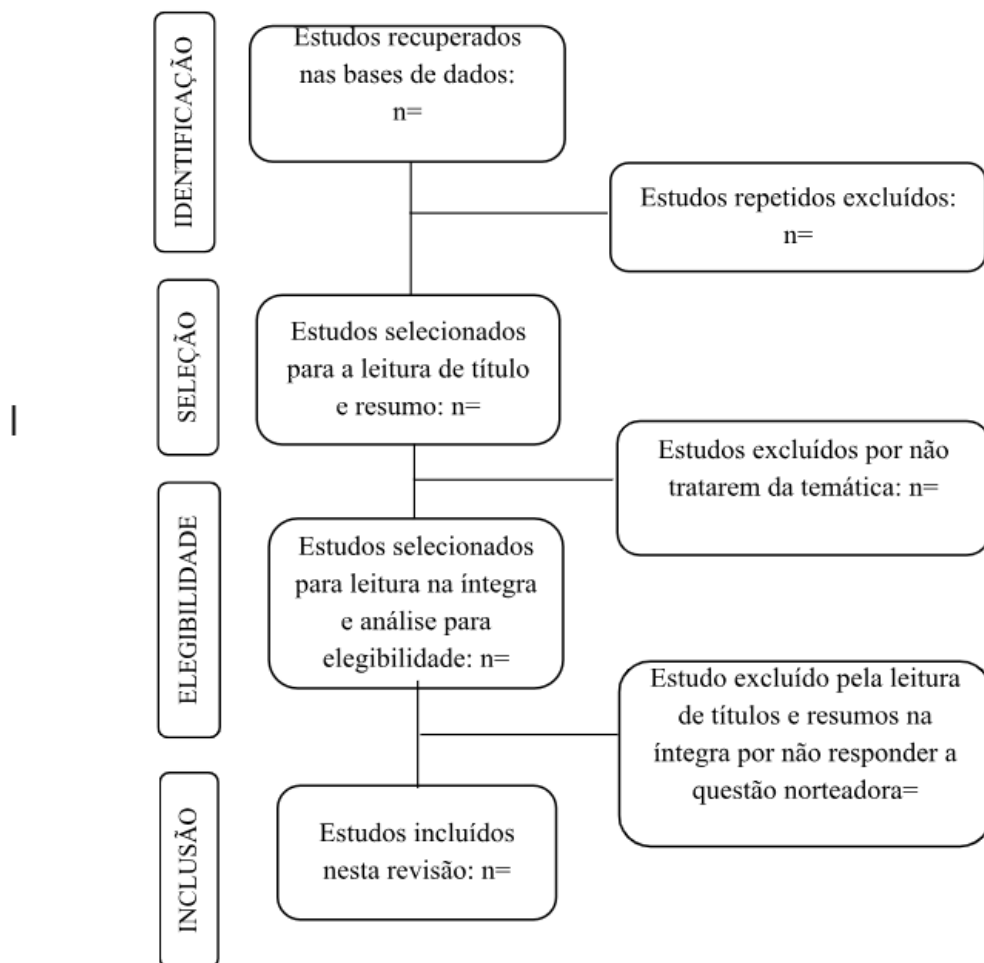 IDENTIFICAÇÃO
Estudos recuperados
nas bases de dados:
n=
Estudos repetidos excluídos:
n=
SELEÇÃO
Estudos selecionados
para a leitura de título
e resumo: n=
Estudos excluídos por não
tratarem da temática: n=
ELEGIBILIDADE
Estudos selecionados
para leitura na íntegra
e análise para
elegibilidade: n=
Estudo excluído pela leitura
de títulos e resumos na
íntegra por não responder a
questão norteadora=
INCLUSÃO
Estudos incluídos
nesta revisão: n=